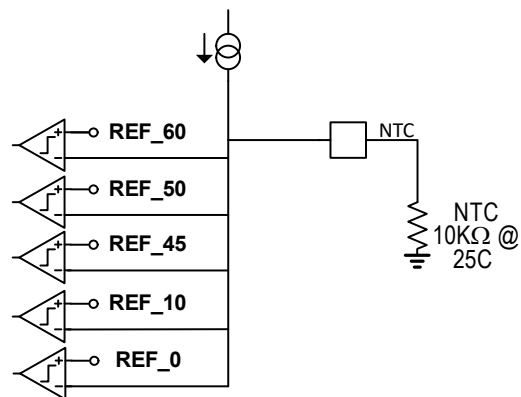 REF_60
NTC
REF_50
REF_45
NTC
10KΩ @
25C
REF_10
REF_0